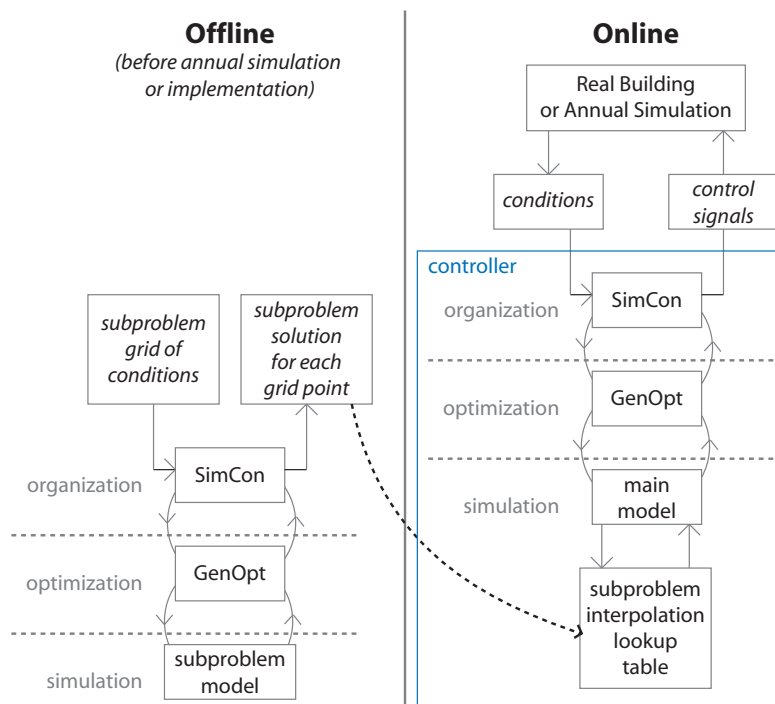 Offline
(before annual simulation
or implementation)
subproblem
grid of
conditions
subproblem
solution
for each
grid point
organization
SimCon
optimization
GenOpt
simulation
subproblem
model
Online
Real Building
or Annual Simulation
conditions
control
signals
controller
organization
SimCon
optimization
GenOpt
simulation
main
model
subproblem
interpolation
lookup
table